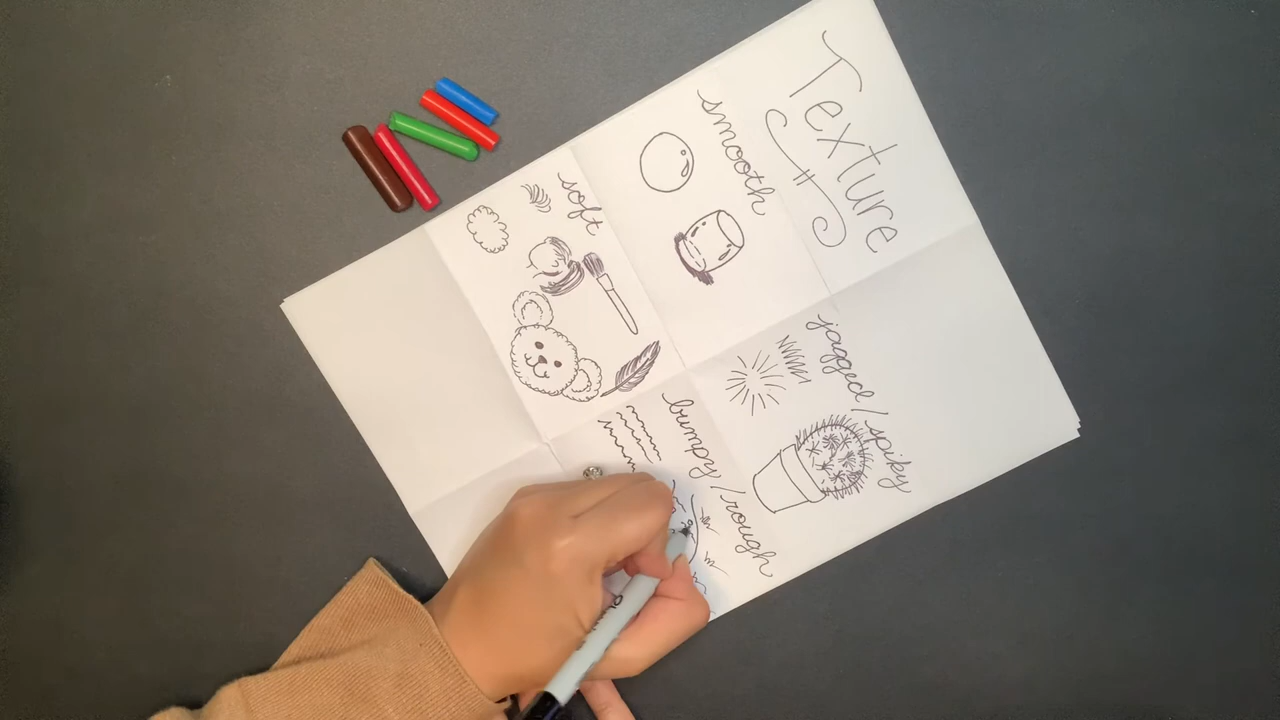 Texture
smooth
soft
jagged/spiky
bumpy/rough